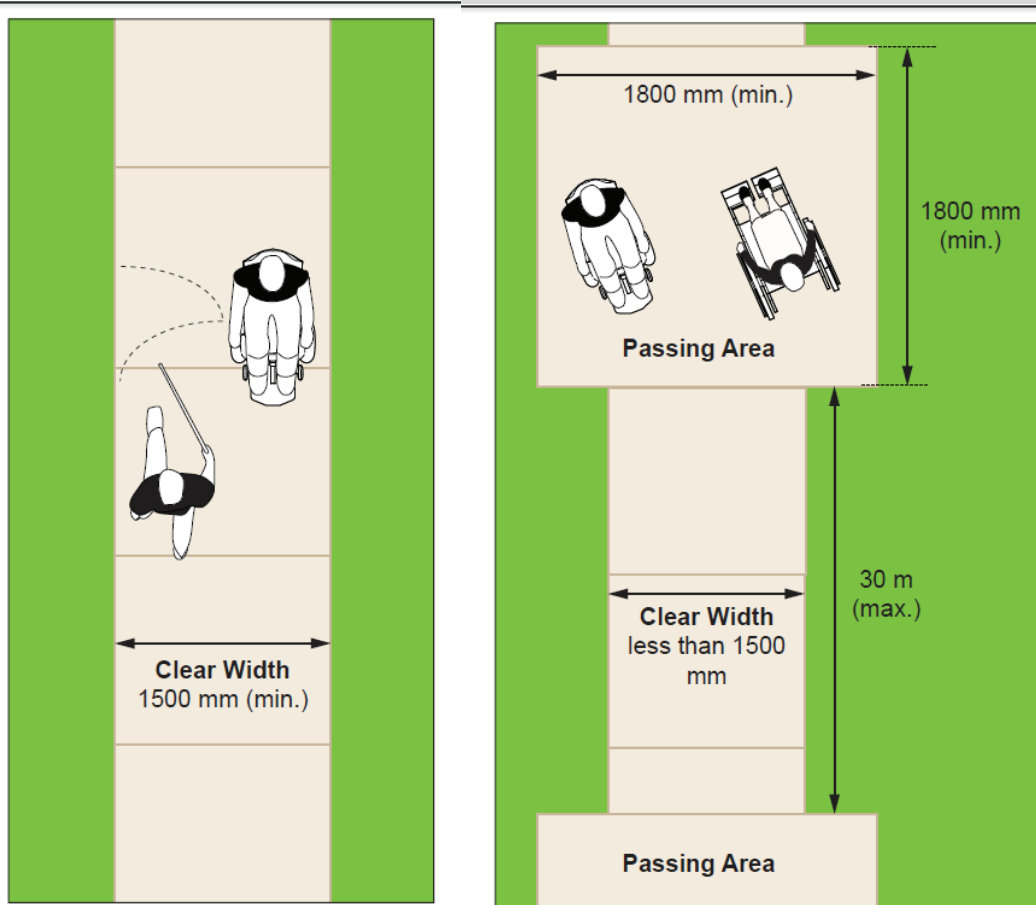 Clear Width
1500 mm (min.)
1800 mm (min.)
1800 mm
(min.)
Passing Area
30 m
(max.)
Clear Width
less than 1500
mm
Passing Area